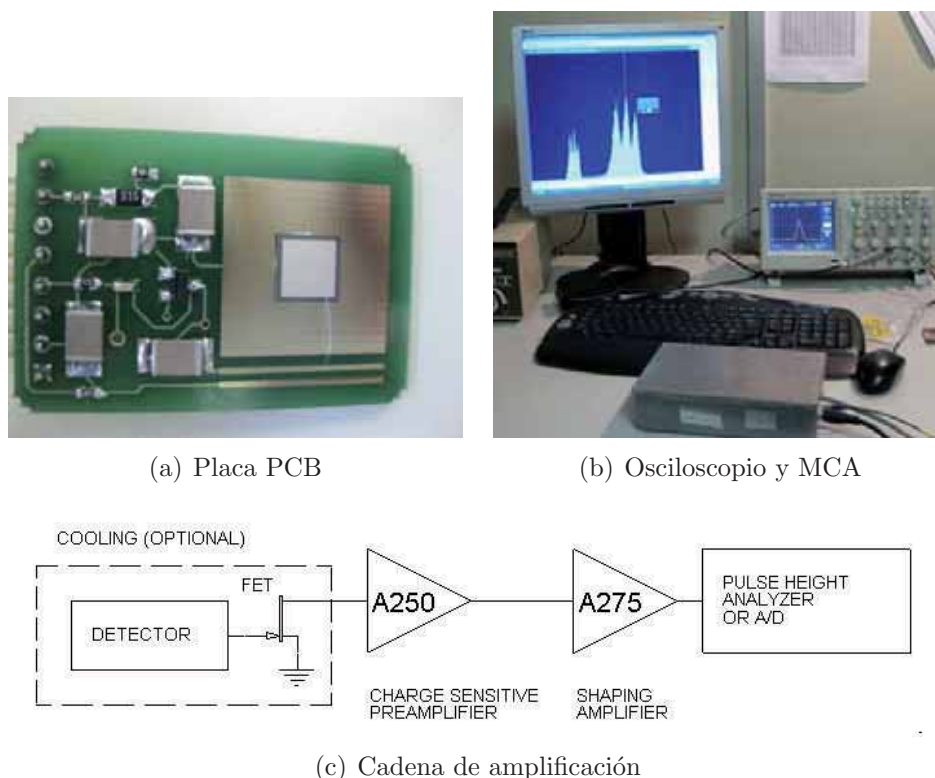 (a) Placa PCB
(b) Osciloscopio y MCA
COOLING (OPTIONAL)
FET
DETECTOR
A250
A275
PULSE HEIGHT
ANALYZER
OR A/D
CHARGE SENSITIVE
PREAMPLIFIER
SHAPING
AMPLIFIER
(c) Cadena de amplificación